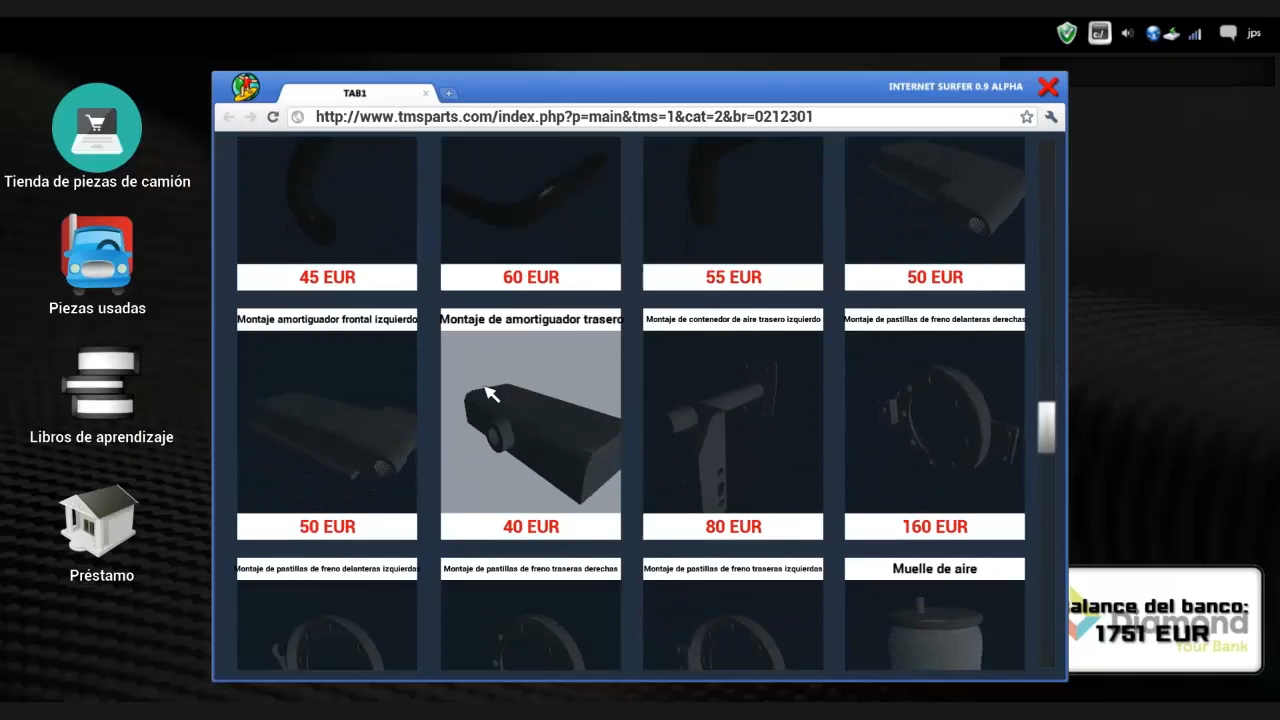 jps
TAB1
INTERNET SURFER 0.9 ALPHA
http://www.tmsparts.com/index.php?p=main&tms=1&cat=2&br=0212301
Tienda de piezas de camión
Piezas usadas
Libros de aprendizaje
Préstamo
45 EUR
60 EUR
55 EUR
50 EUR
Montaje amortiguador frontal izquierdo
Montaje de amortiguador trasero
Montaje de contenedor de aire trasero izquierdo
Montaje de pastillas de freno delanteras derechas
50 EUR
40 EUR
80 EUR
160 EUR
Montaje de pastillas de freno delanteras izquierdas
Montaje de pastillas de freno traseras derechas
Montaje de pastillas de freno traseras izquierdas
Muelle de aire
alance del banco:
1751 EUR
Diamond
Your Bank